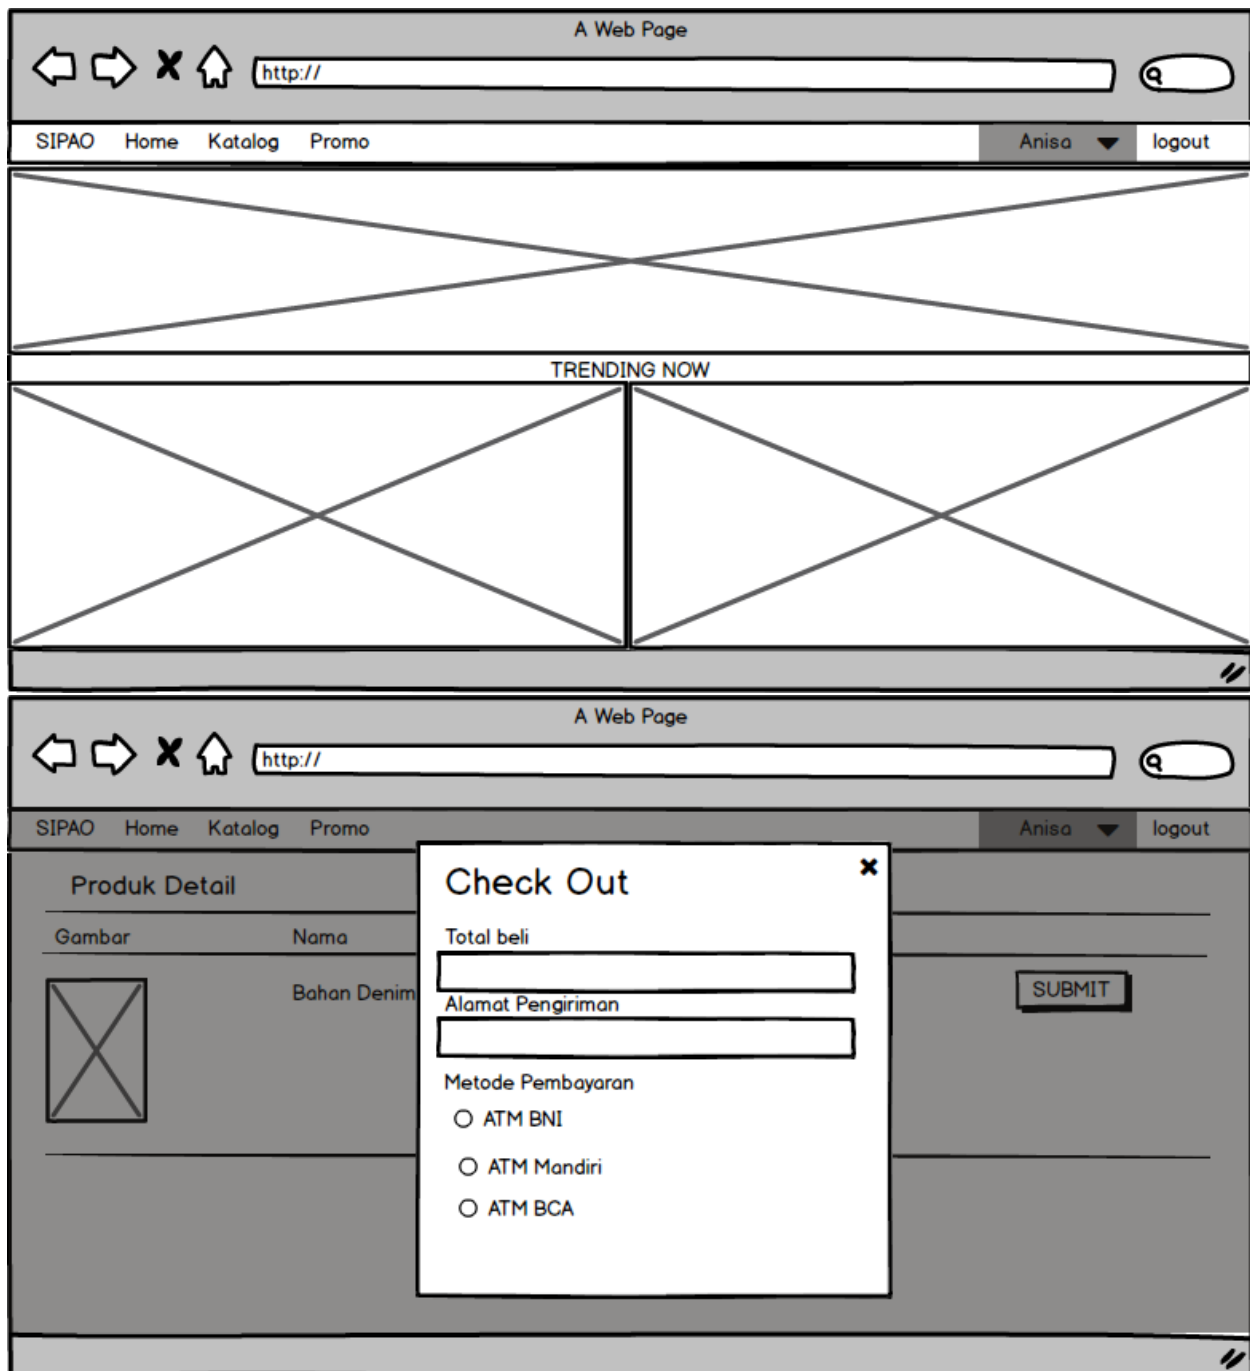 A Web Page
http://
SIPAO Home Katalog Promo Anisa logout
TRENDING NOW
A Web Page
http://
SIPAO Home Katalog Promo Anisa logout
Produk Detail
Gambar Nama
Bahan Denim
SUBMIT
Check Out
Total beli
Alamat Pengiriman
Metode Pembayaran
ATM BNI
ATM Mandiri
ATM BCA